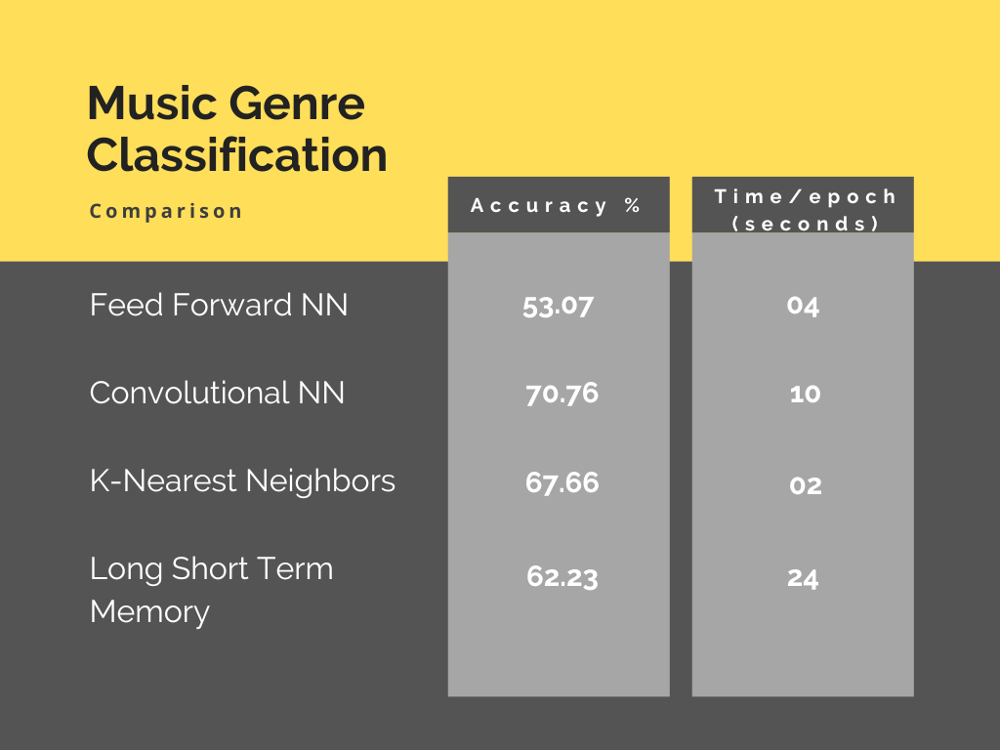 Music Genre
Classification
Comparison
Accuracy %
Time/epoch
(seconds)
Feed Forward NN
53.07
04
Convolutional NN
70.76
10
K-Nearest Neighbors
67.66
02
Long Short Term
Memory
62.23
24